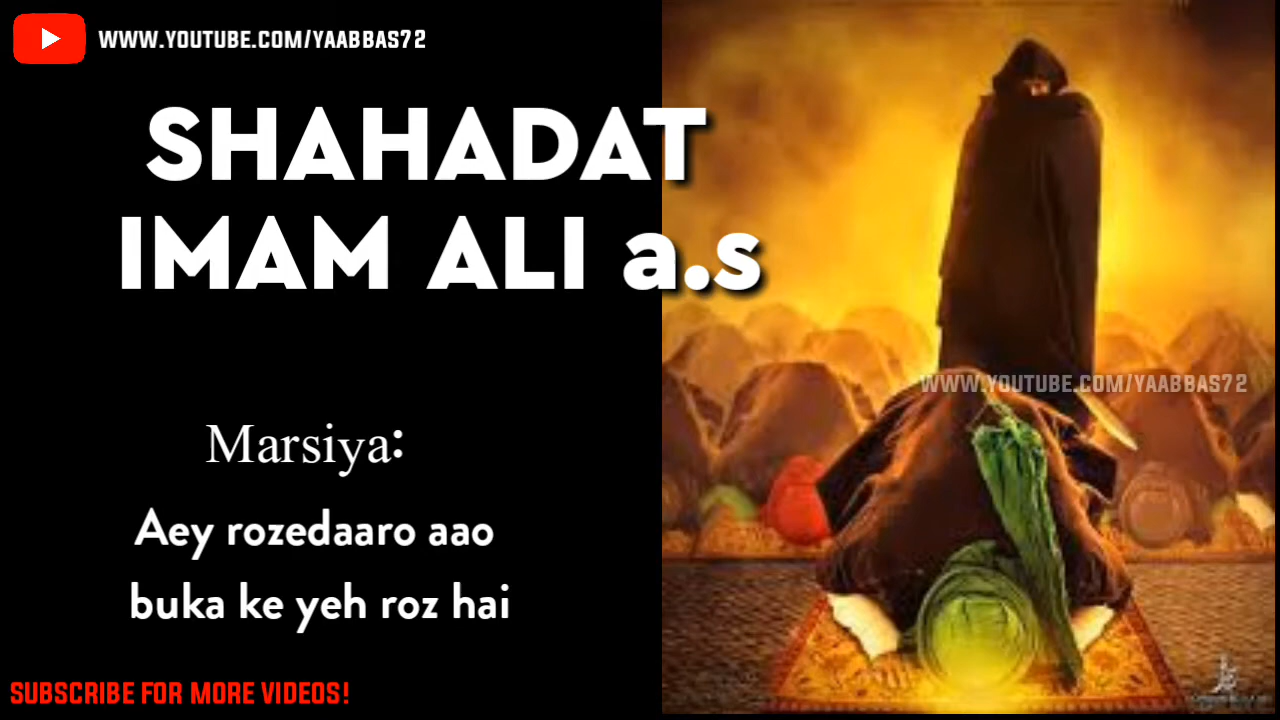 WWW.YOUTUBE.COM/YAABBAS72
SHAHADAT
IMAM ALI a.s
WWW.YOUTUBE.COM/YAABBAS72
Marsiya:
Aey rozedaaro aao
buka ke yeh roz hai
SUBSCRIBE FOR MORE VIDEOS!